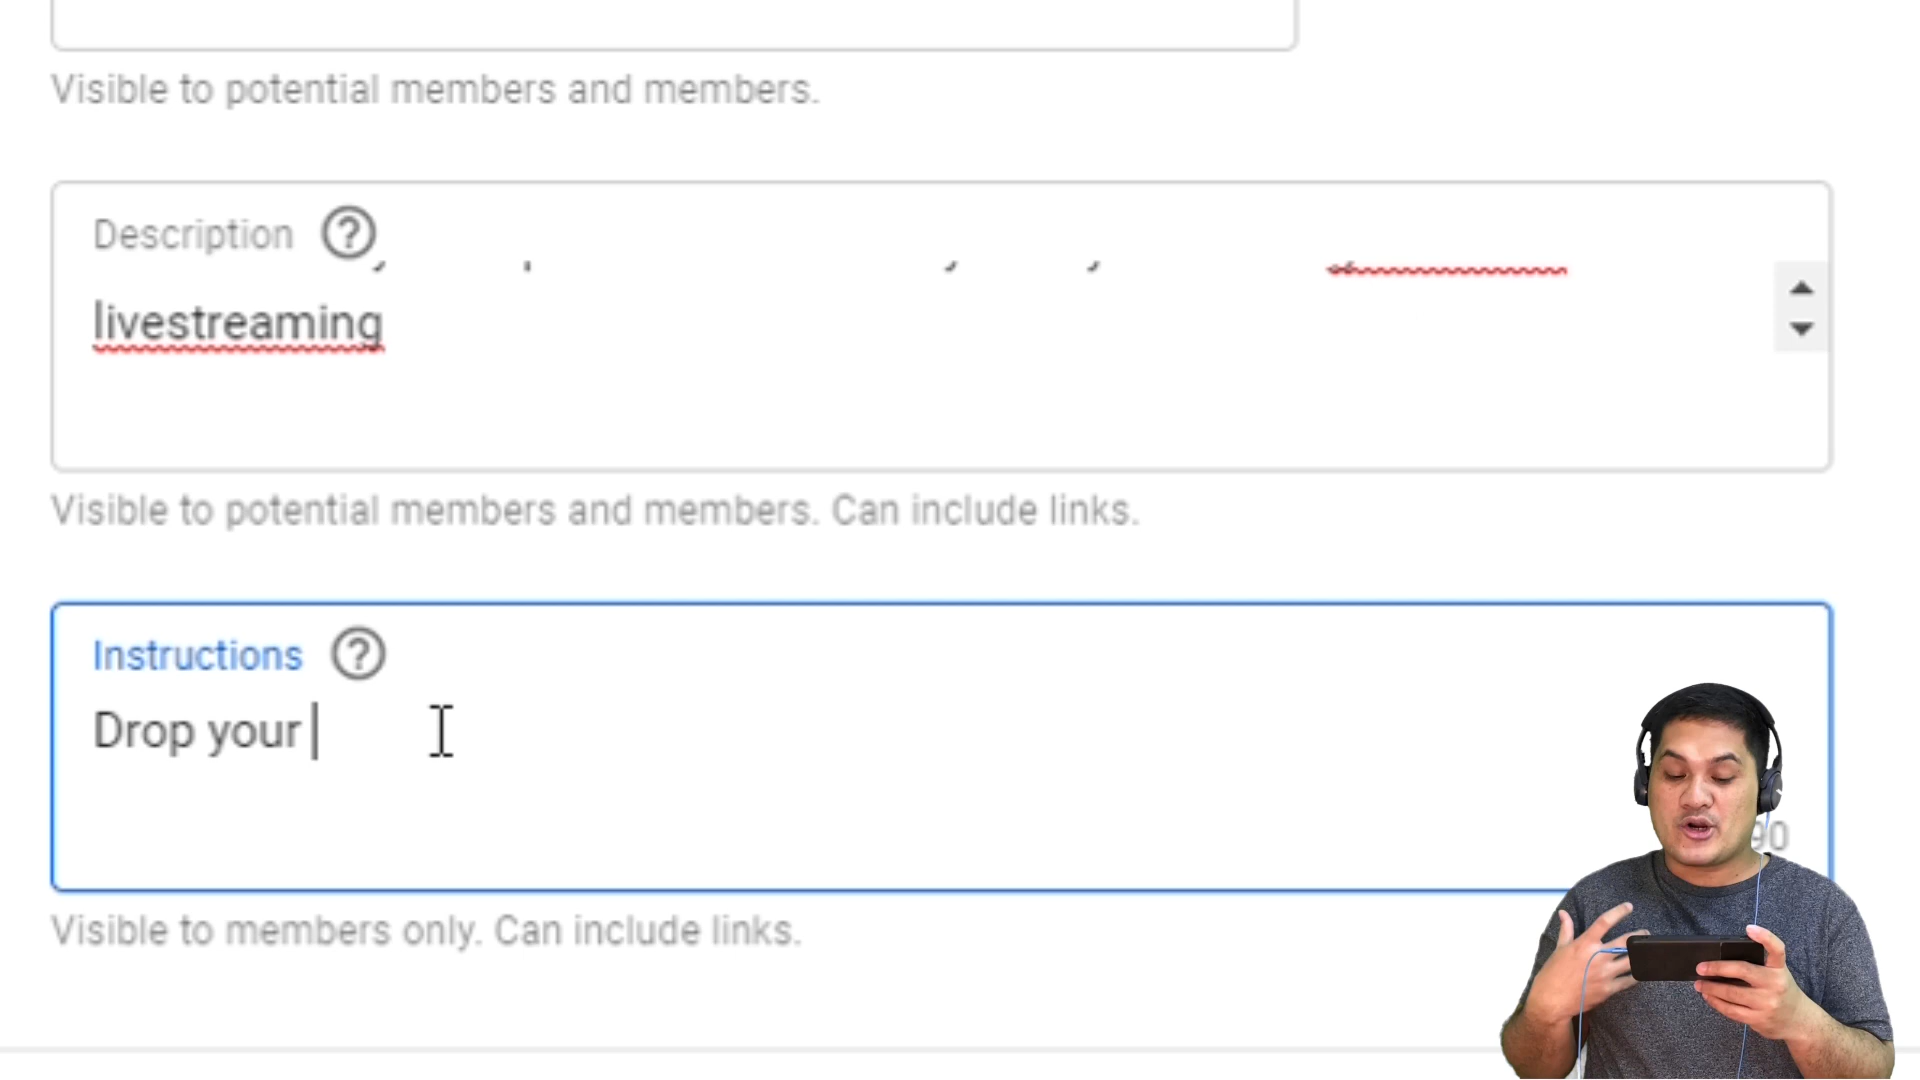 Visible to potential members and members.
Description
livestreaming
Visible to potential members and members. Can include links.
Instructions
Drop your
90
Visible to members only. Can include links.